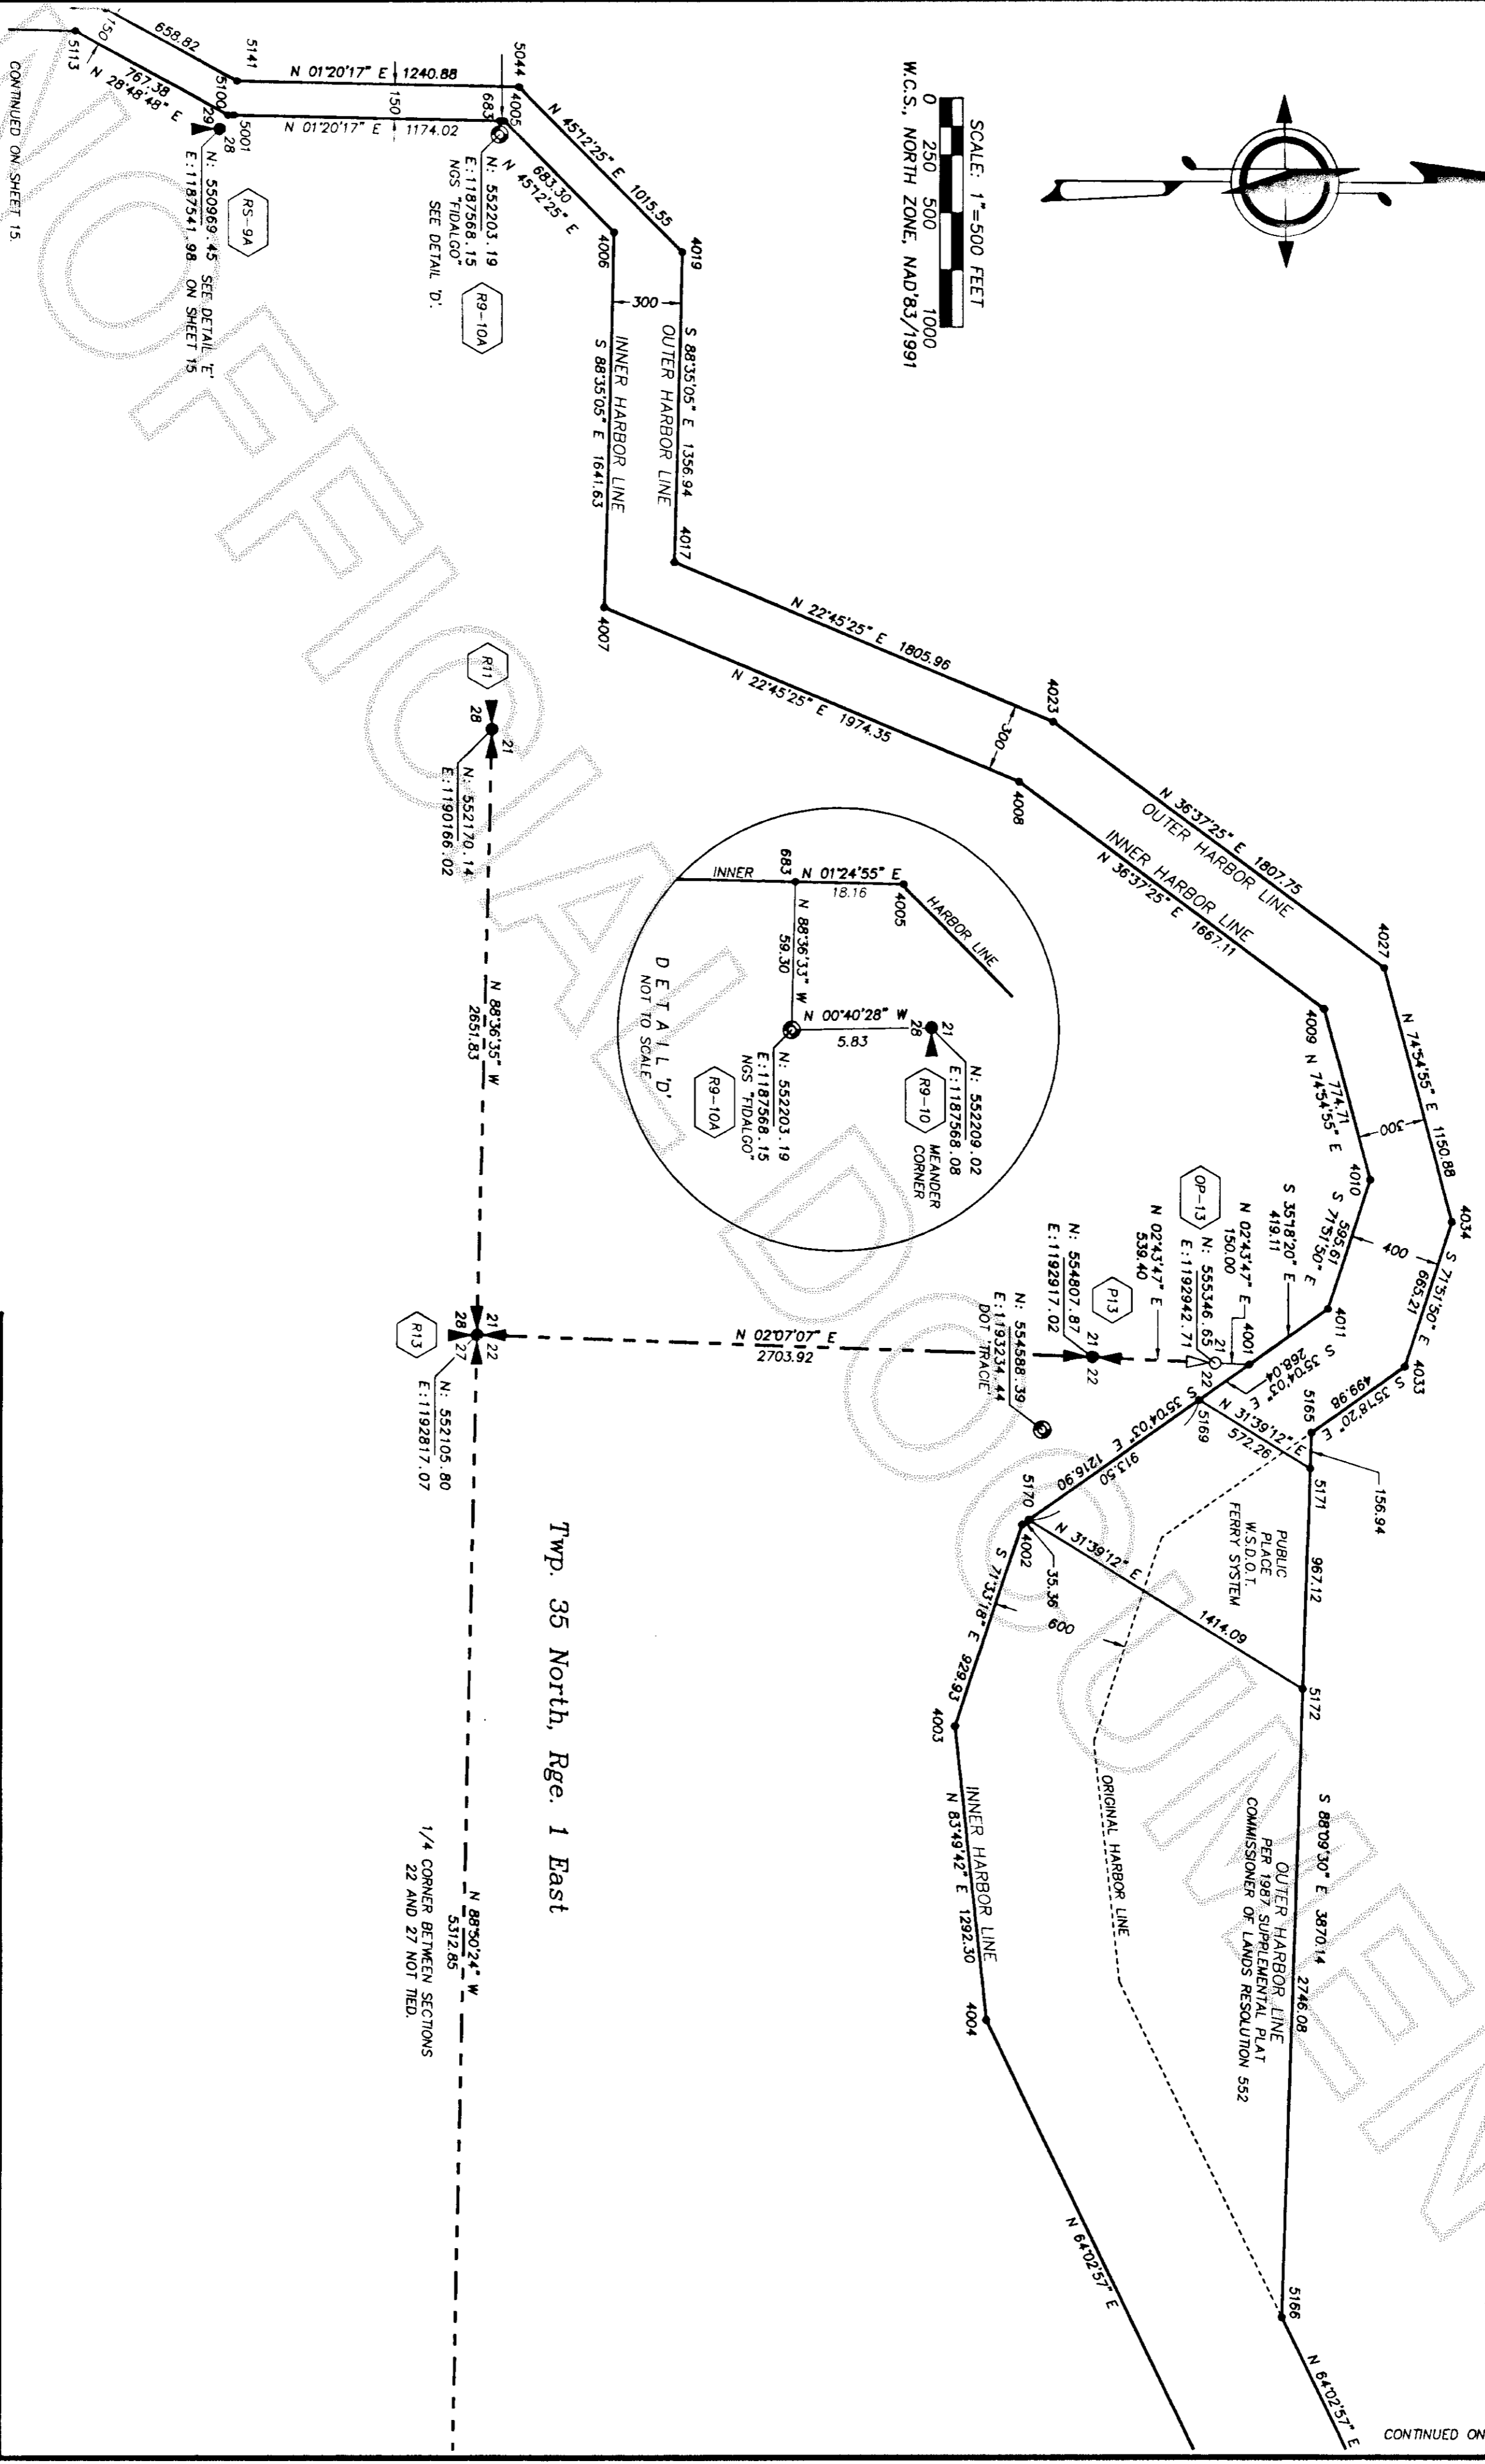 SCALE: 1"=500 FEET
0 250 500 1000
W.C.S., NORTH ZONE, NAD'83/1991
CONTINUED ON SHEET 15.
5113
150
658.82
767.38
N 28°48'48" E
5141
5100
5001
29
28
N 01°20'17" E 1240.88
150
N 01°20'17" E 1174.02
RS-9A
N: 550969.45 SEE DETAIL 'E'
E:1187541.98 ON SHEET 15
5044
4005
683
N: 552203.19
E:1187568.15
NGS "FIDALGO"
SEE DETAIL 'D'.
R9-10A
N 45°12'25" E 1015.55
683.30
N 45°12'25" E
4019
4006
300
S 88°35'05" E 1356.94
OUTER HARBOR LINE
INNER HARBOR LINE
S 88°35'05" E 1641.63
4017
4007
N 22°45'25" E 1805.96
N 22°45'25" E 1974.35
4023
300
4008
N 36°37'25" E 1807.75
OUTER HARBOR LINE
INNER HARBOR LINE
N 36°37'25" E 1667.11
4027
4009
N 74°54'55" E 1150.88
774.71
N 74°54'55" E
300
4034
4010
S 71°51'50" E
665.21
400
595.61
S 71°51'50" E
4033
4011
S 35°18'20" E
419.11
N 02°43'47" E
150.00
4001
OP-13
N: 555346.65
E:1192942.71
21
22
N 02°43'47" E
539.40
P13
N: 554807.87
E:1192917.02
21
22
N: 554588.39
E:1193234.44
DOT 'TRACIE'
S 35°18'20" E
499.98
S 35°04'03" E
268.04
5165
5169
N 31°39'12" E
572.26
156.94
5171
S 35°04'03" E 913.50
1216.90
5170
4002
35.36
PUBLIC
PLACE
W.S.D.O.T.
FERRY SYSTEM
967.12
N 31°39'12" E
1414.09
5172
600
S 71°33'18" E 929.93
4003
INNER HARBOR LINE
N 83°49'42" E 1292.30
4004
ORIGINAL HARBOR LINE
S 88°09'30" E 3870.14
2746.08
OUTER HARBOR LINE
PER 1987 SUPPLEMENTAL PLAT
COMMISSIONER OF LANDS RESOLUTION 552
5166
N 64°02'57" E
N 64°02'57" E
CONTINUED ON
R11
21
28
N: 552170.14
E:1190166.02
N 88°36'35" W
2651.83
INNER
683
N 01°24'55" E
18.16
4005
HARBOR LINE
N 88°36'33" W
59.30
N 00°40'28" W
5.83
21
28
N: 552209.02
E:1187568.08
R9-10
MEANDER
CORNER
N: 552203.19
E:1187568.15
NGS "FIDALGO"
R9-10A
DETAIL 'D'
NOT TO SCALE
N 02°07'07" E
2703.92
R13
21
22
28
27
N: 552105.80
E:1192817.07
Twp. 35 North, Rge. 1 East
N 88°50'24" W
5312.85
1/4 CORNER BETWEEN SECTIONS
22 AND 27 NOT TIED.
NOFFICIAL DOCUMEN